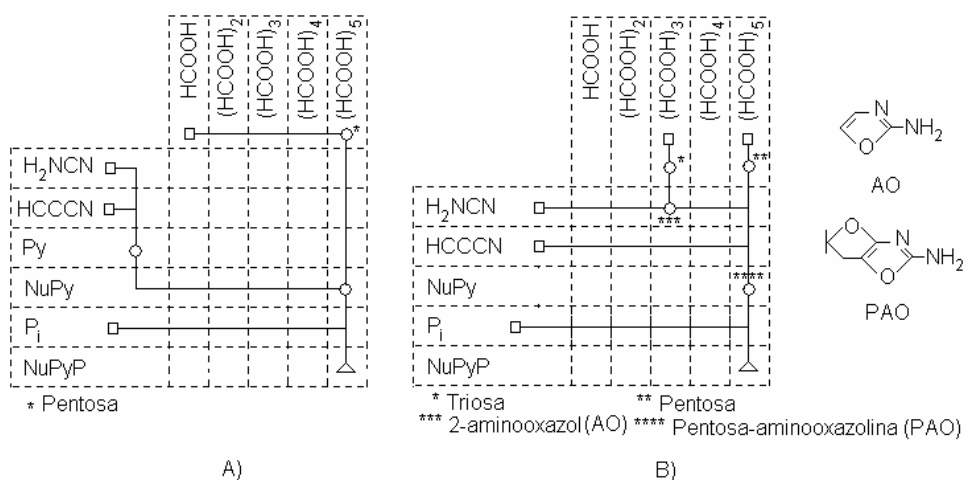 HCOOH
(HCOOH)2
(HCOOH)3
(HCOOH)4
(HCOOH)5
*
H2NCN
HCCCN
Py
NuPy
Pi
NuPyP
* Pentosa
A)
HCOOH
(HCOOH)2
(HCOOH)3
(HCOOH)4
(HCOOH)5
*
**
H2NCN
***
HCCCN
****
NuPy
Pi
NuPyP
* Triosa ** Pentosa
*** 2-aminooxazol (AO) **** Pentosa-aminooxazolina (PAO)
B)
N
O
NH2
AO
O
N
O
NH2
PAO